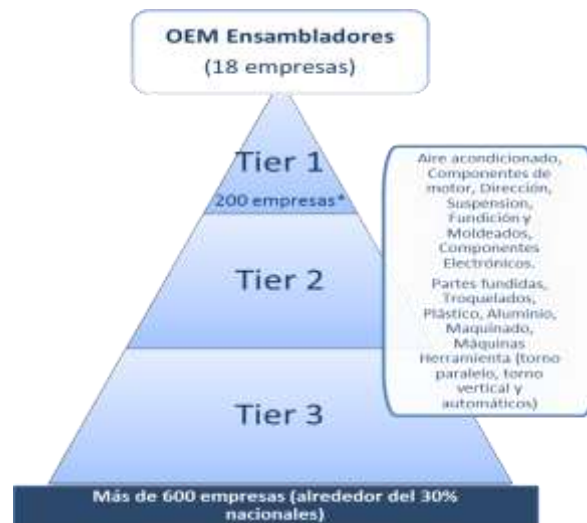 OEM Ensambladores
(18 empresas)
Tier 1
200 empresas*
Tier 2
Tier 3
Aire acondicionado,
Componentes de
motor, Dirección,
Suspension,
Fundición y
Moldeados,
Componentes
Electrónicos.
Partes fundidas,
Troquelados,
Plástico, Aluminio,
Maquinado,
Máquinas
Herramienta (torno
paralelo, torno
vertical y
automáticos)
Más de 600 empresas (alrededor del 30%
nacionales)